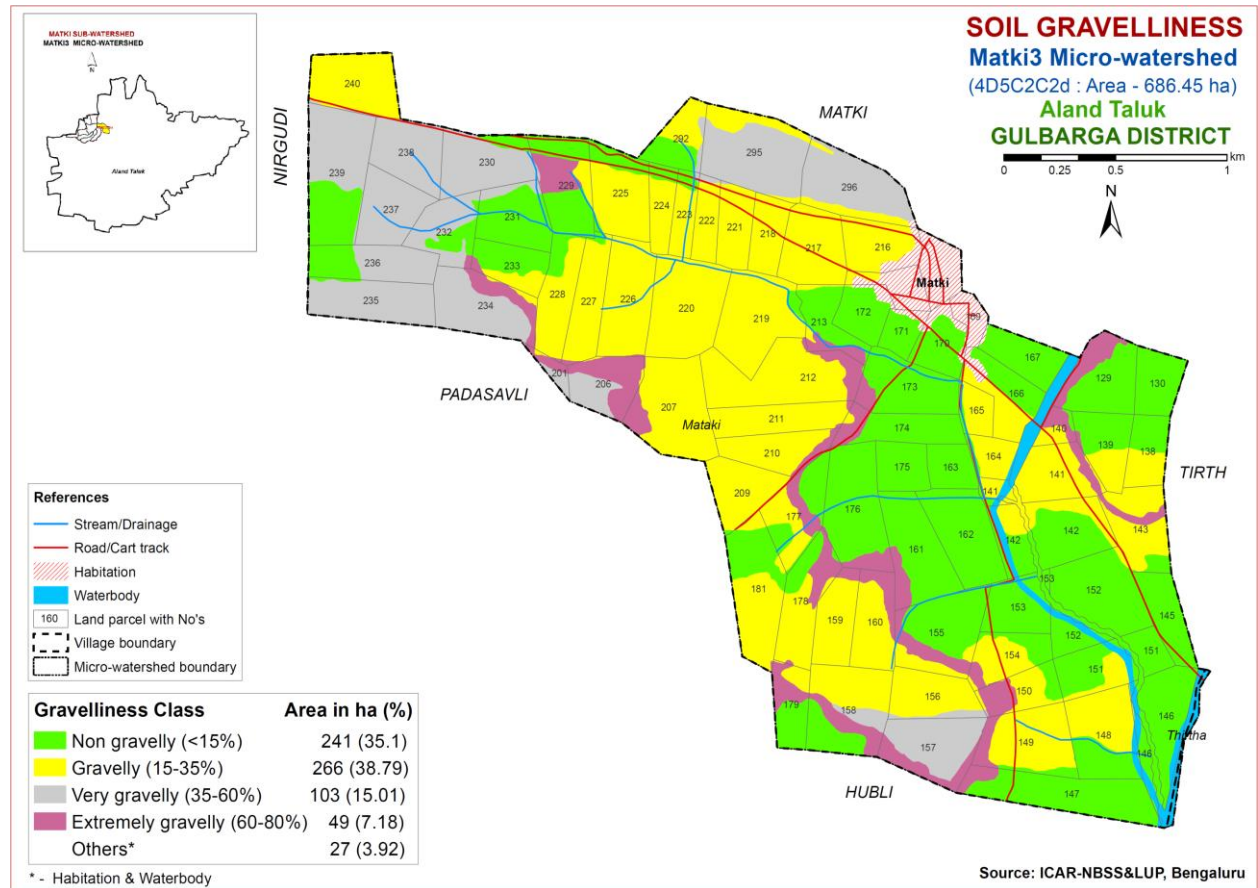 MATKI SUB-WATERSHED
MATKI3 MICRO-WATERSHED
N
Aland Taluk
SOIL GRAVELLINESS
Matki3 Micro-watershed
(4D5C2C2d : Area - 686.45 ha)
Aland Taluk
GULBARGA DISTRICT
km
0 0.25 0.5 1
N
NIRGUDI
MATKI
PADASAVLI
TIRTH
HUBLI
240
292
295
238
230
239
229
225
296
237
231
224
223
222
221
218
217
216
232
236
233
228
227
226
220
219
235
234
Matki
213
172
171
170
169
167
201
206
212
173
166
129
130
207
Mataki
211
165
174
140
139
138
210
164
175
163
141
141
209
177
176
162
142
142
143
161
153
152
181
178
159
160
155
153
152
145
154
151
151
150
156
179
158
157
149
148
146
146
Thirtha
147
References
Stream/Drainage
Road/Cart track
Habitation
Waterbody
160 Land parcel with No's
Village boundary
Micro-watershed boundary
Gravelliness Class Area in ha (%)
Non gravelly (<15%) 241 (35.1)
Gravelly (15-35%) 266 (38.79)
Very gravelly (35-60%) 103 (15.01)
Extremely gravelly (60-80%) 49 (7.18)
Others* 27 (3.92)
* - Habitation & Waterbody
Source: ICAR-NBSS&LUP, Bengaluru